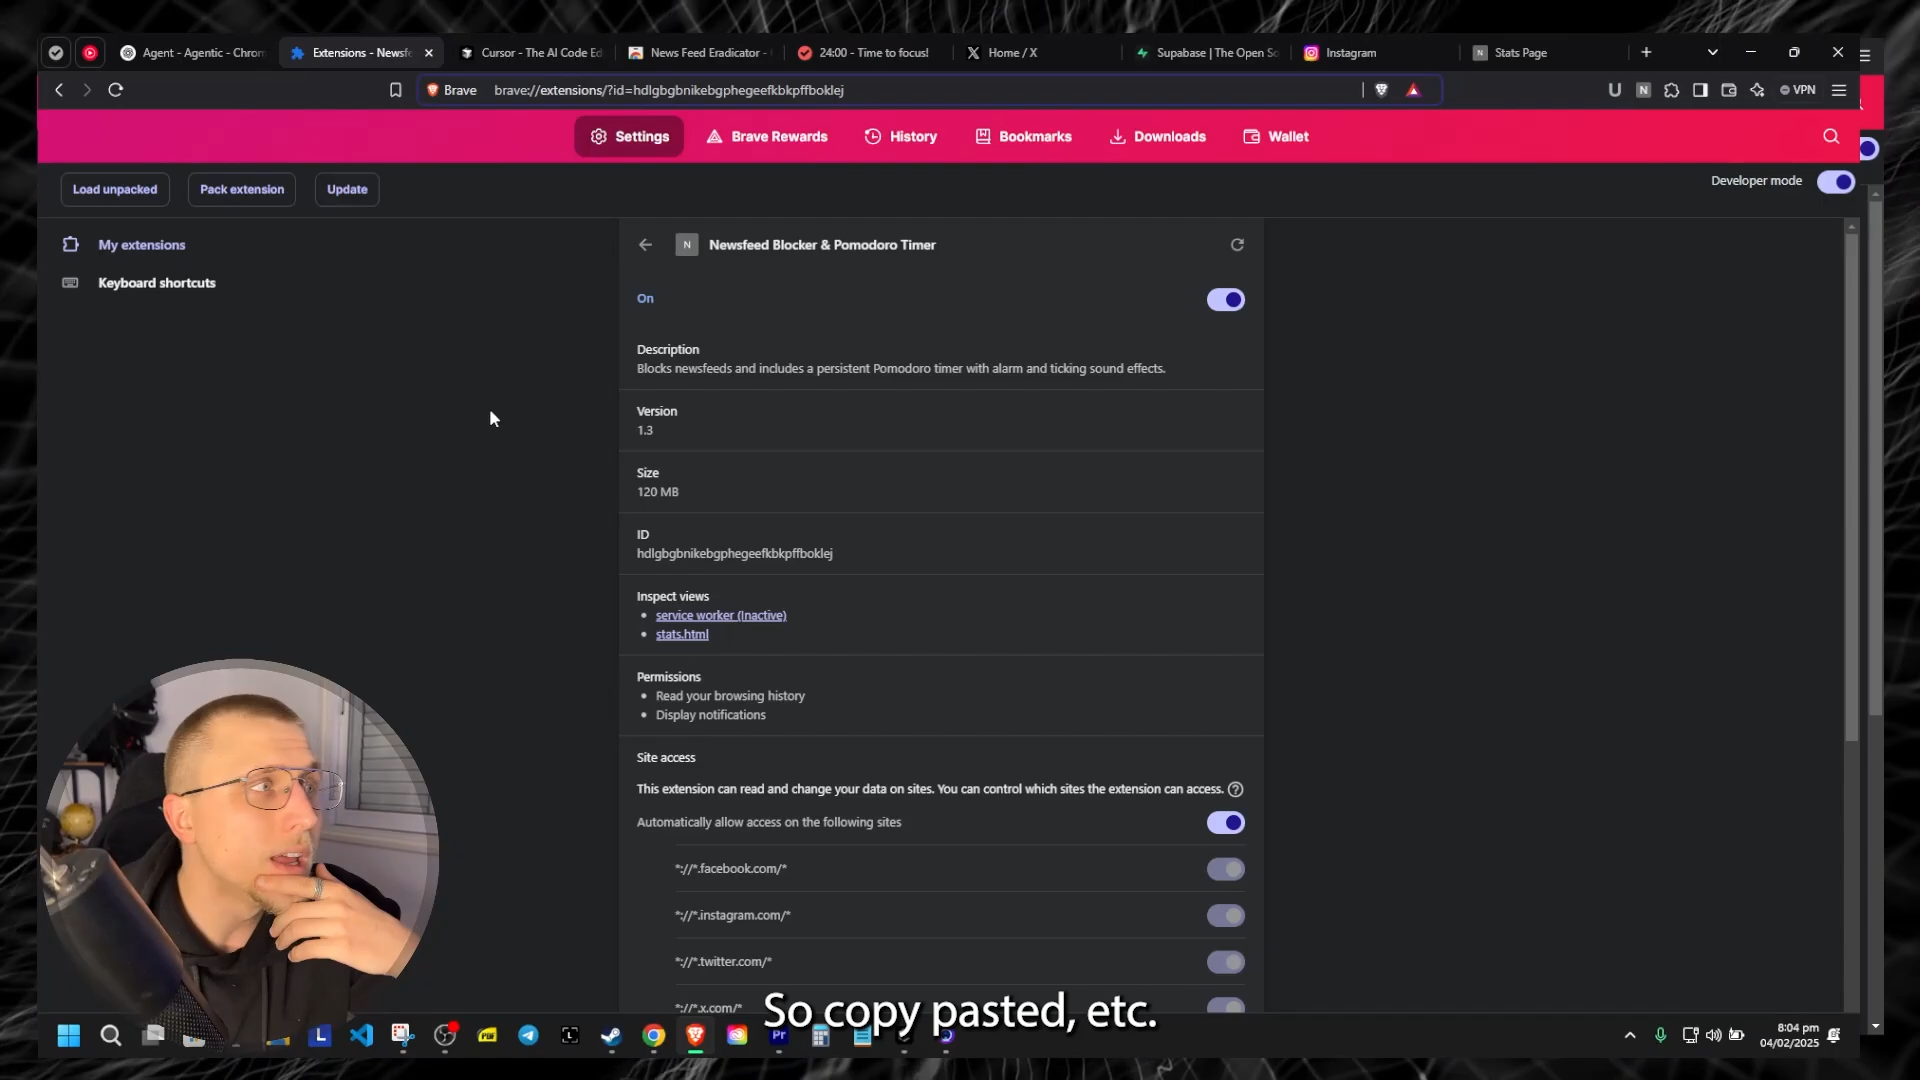 Agent - Agentic - Chrom
Extensions - Newsfe
Cursor - The AI Code Ed
News Feed Eradicator -
24:00 - Time to focus!
Home / X
Supabase | The Open So
Instagram
N
Stats Page
Brave
brave://extensions/?id=hdlgbgbnikebgphegeefkbkpffboklej
U
N
VPN
Settings
Brave Rewards
History
Bookmarks
Downloads
Wallet
Load unpacked
Pack extension
Update
Developer mode
My extensions
Keyboard shortcuts
N
Newsfeed Blocker & Pomodoro Timer
On
Description
Blocks newsfeeds and includes a persistent Pomodoro timer with alarm and ticking sound effects.
Version
1.3
Size
120 MB
ID
hdlgbgbnikebgphegeefkbkpffboklej
Inspect views
service worker (Inactive)
stats.html
Permissions
Read your browsing history
Display notifications
Site access
This extension can read and change your data on sites. You can control which sites the extension can access.
Automatically allow access on the following sites
*://*.facebook.com/*
*://*.instagram.com/*
*://*.twitter.com/*
*://*.x.com/*
So copy pasted, etc.
L
Pr
8:04 pm
04/02/2025